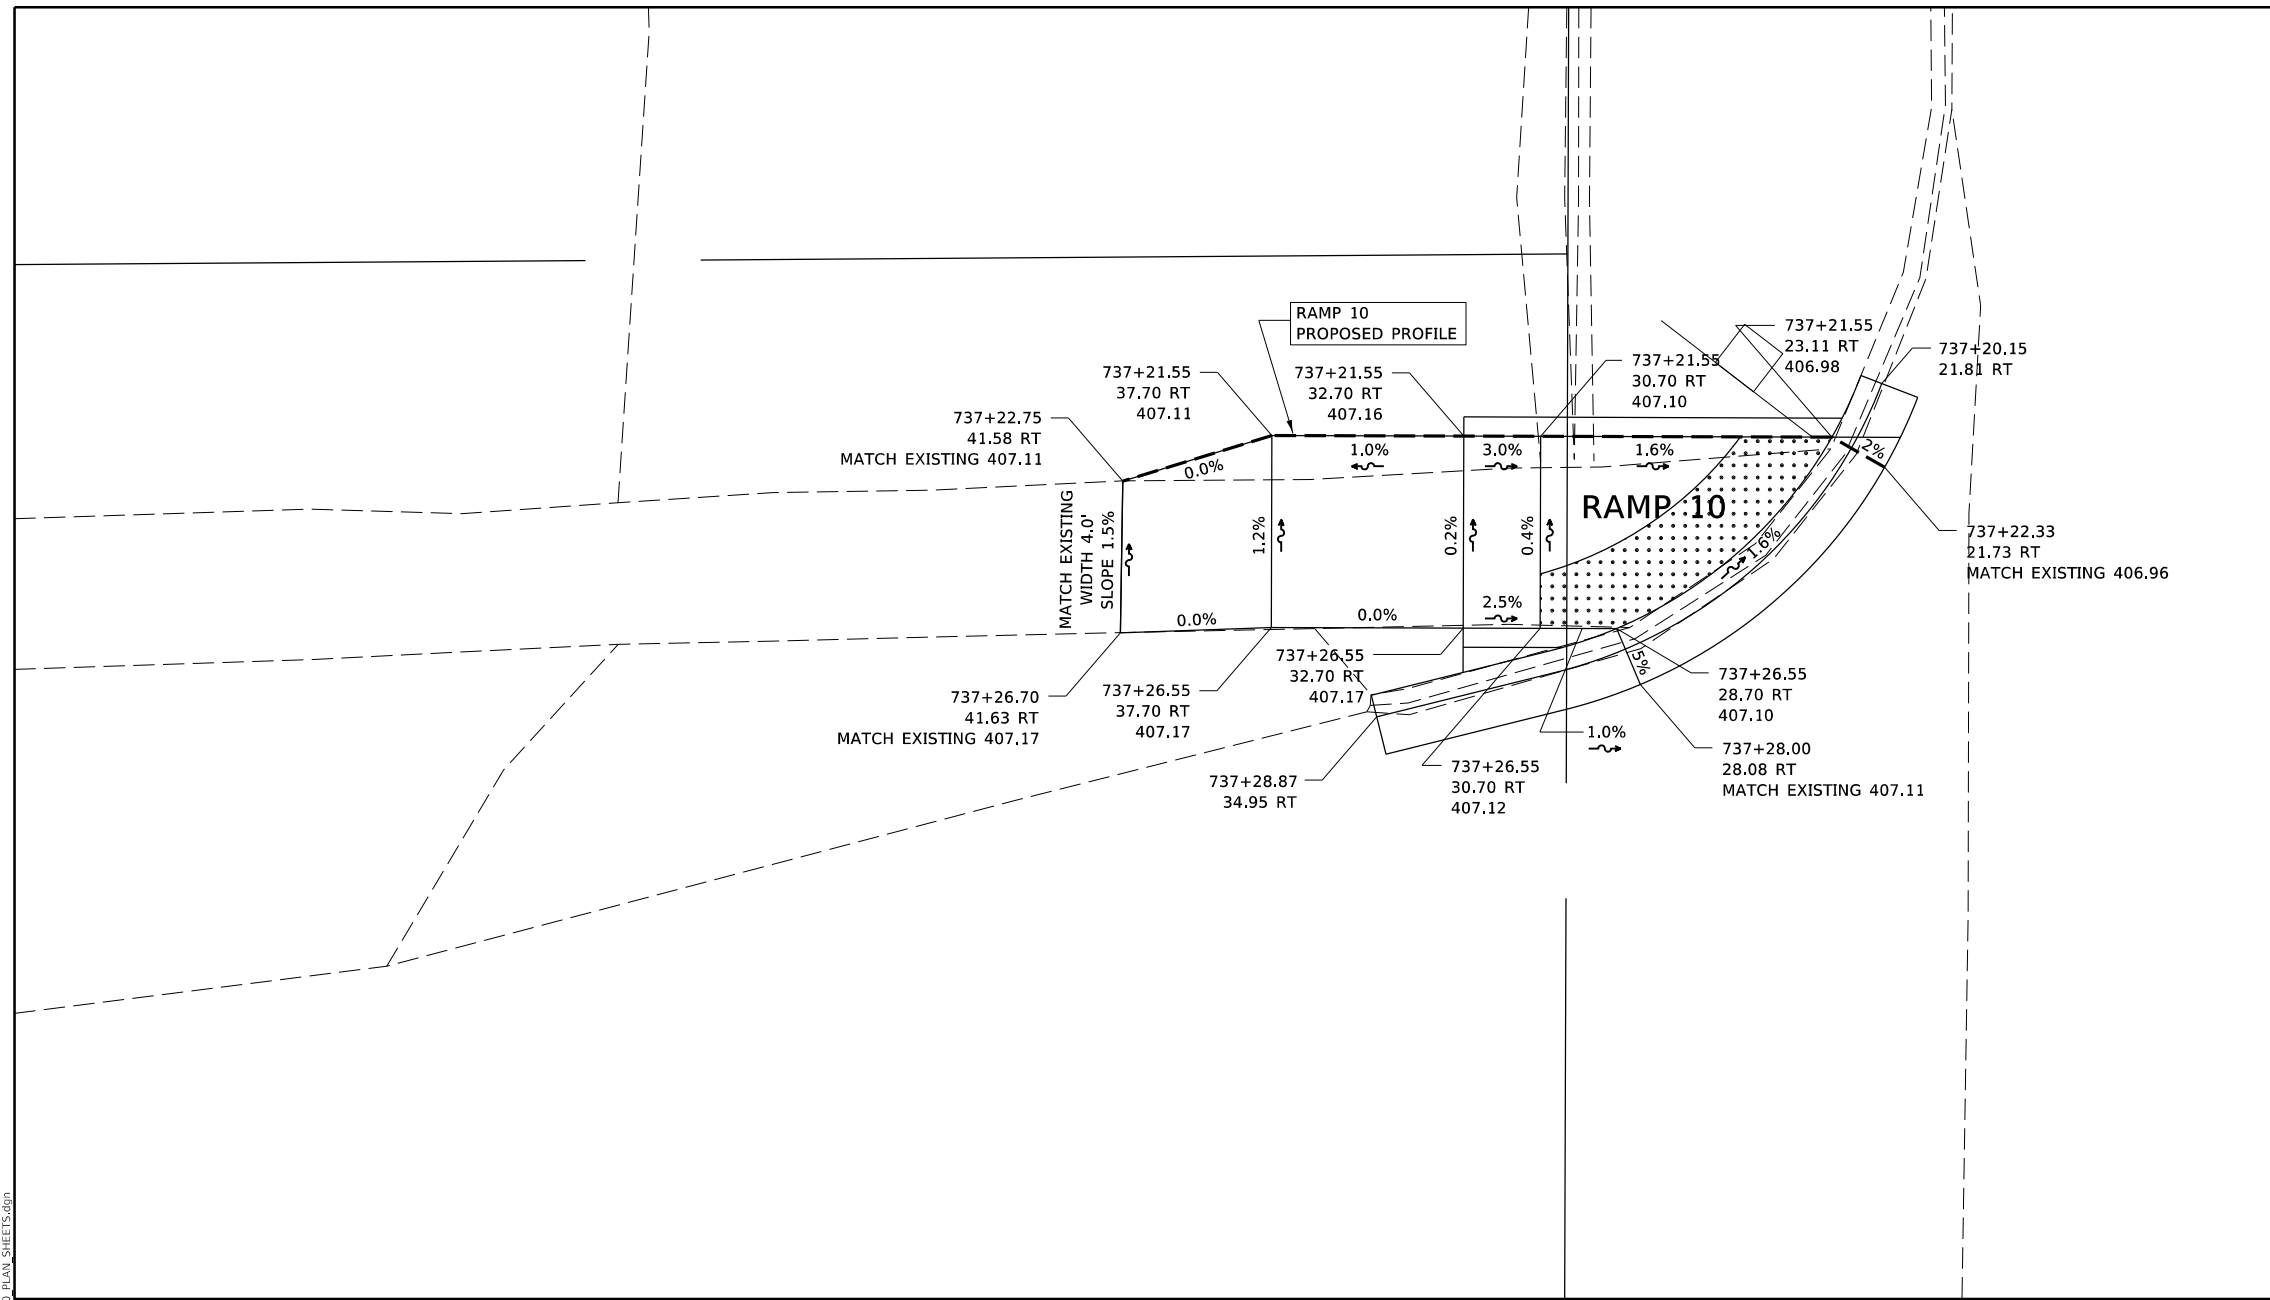 RAMP 10
PROPOSED PROFILE
737+21.55
23.11 RT
406.98
737+20.15
21.81 RT
737+21.55
37.70 RT
407.11
737+21.55
32.70 RT
407.16
737+21.55
30.70 RT
407.10
737+22.75
41.58 RT
MATCH EXISTING 407.11
0.0%
1.0%
3.0%
1.6%
2%
MATCH EXISTING
WIDTH 4.0'
SLOPE 1.5%
1.2%
0.2%
0.4%
RAMP 10
1.6%
737+22.33
21.73 RT
MATCH EXISTING 406.96
0.0%
0.0%
2.5%
5%
737+26.70
41.63 RT
MATCH EXISTING 407.17
737+26.55
37.70 RT
407.17
737+26.55
32.70 RT
407.17
737+26.55
28.70 RT
407.10
1.0%
737+28.00
28.08 RT
MATCH EXISTING 407.11
737+28.87
34.95 RT
737+26.55
30.70 RT
407.12
PLAN_SHEETS.dgn